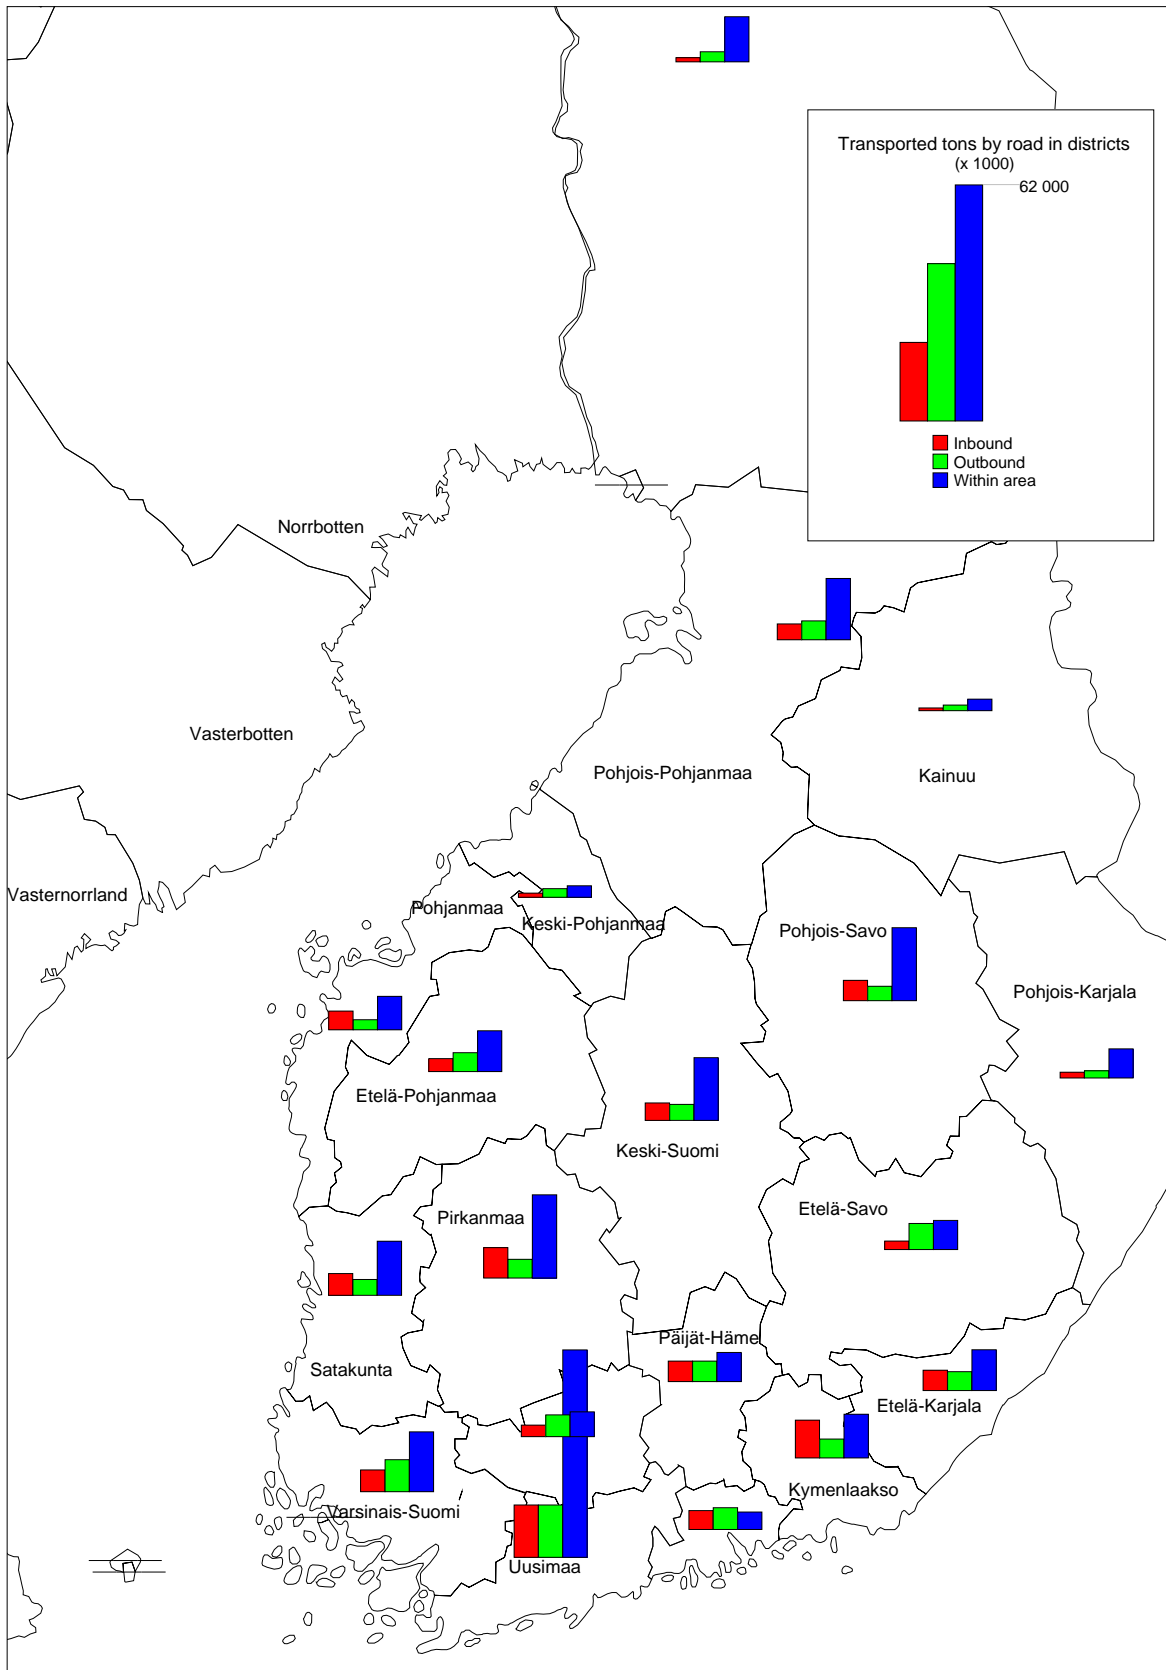 Transported tons by road in districts
(x 1000)
62 000
Inbound
Outbound
Within area
Norrbotten
Vasterbotten
Pohjois-Pohjanmaa
Kainuu
Vasternorrland
Pohjanmaa
Keski-Pohjanmaa
Pohjois-Savo
Pohjois-Karjala
Etelä-Pohjanmaa
Keski-Suomi
Pirkanmaa
Etelä-Savo
Päijät-Häme
Satakunta
Etelä-Karjala
Kymenlaakso
Varsinais-Suomi
Uusimaa